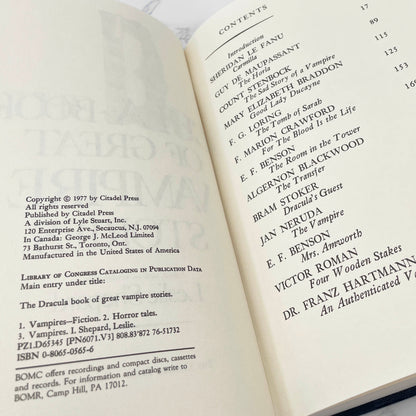 Copyright © 1977 by Citadel Press
All rights reserved
Published by Citadel Press
A division of Lyle Stuart, Inc.
120 Enterprise Ave., Secaucus, N.J.
In Canada: George J. McLeod Limited
73 Bathurst St., Toronto, Ont.
Manufactured in the United States of America
Library of Congress Cataloging in Publication Data
Main entry under title:
The Dracula book of great vampire stories.
1. Vampires—Fiction. 2. Horror tales.
3. Vampires. I. Shepard, Leslie.
PZ1.D65345 [PN6071.V3] 808.83'872 76-51732
ISBN 0-8065-0565-6
BOMC offers recordings and compact discs, cassettes
and records. For information and catalog write to
BOMR, Camp Hill, PA 17012.
CONTENTS
Introduction
SHERIDAN LE FANU
Carmilla 17
GUY DE MAUPASSANT
The Horla 89
COUNT STENBOCK
The Sad Story of a Vampire 115
MARY ELIZABETH BRADDON
Good Lady Ducayne 125
F. G. LORING
The Tomb of Sarah 153
F. MARION CRAWFORD
For the Blood Is the Life
E. F. BENSON
The Room in the Tower
ALGERNON BLACKWOOD
The Transfer
BRAM STOKER
Dracula's Guest
JAN NERUDA
The Vampire
E. F. BENSON
Mrs. Amworth
VICTOR ROMAN
Four Wooden Stakes
DR. FRANZ HARTMANN
An Authenticated